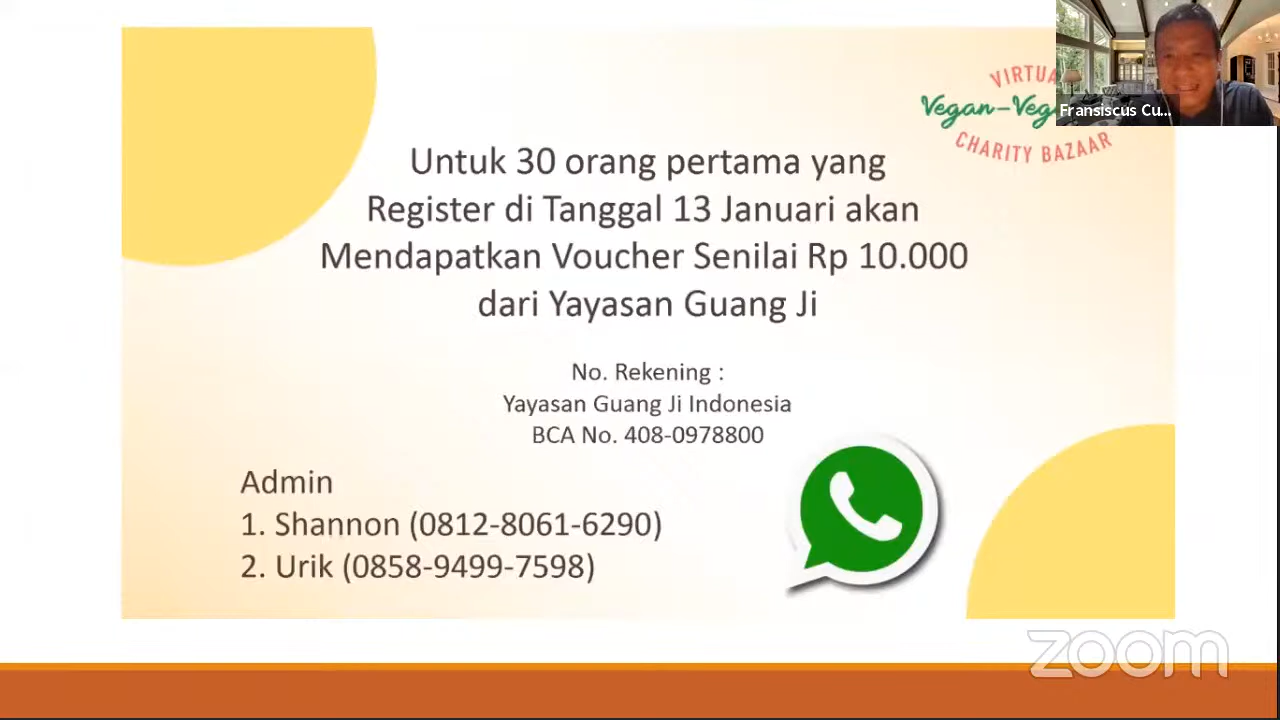 VIRTUA
Vegan-Veg
CHARITY BAZAAR
Fransiscus Cu...
Untuk 30 orang pertama yang
Register di Tanggal 13 Januari akan
Mendapatkan Voucher Senilai Rp 10.000
dari Yayasan Guang Ji
No. Rekening :
Yayasan Guang Ji Indonesia
BCA No. 408-0978800
Admin
1. Shannon (0812-8061-6290)
2. Urik (0858-9499-7598)
zoom